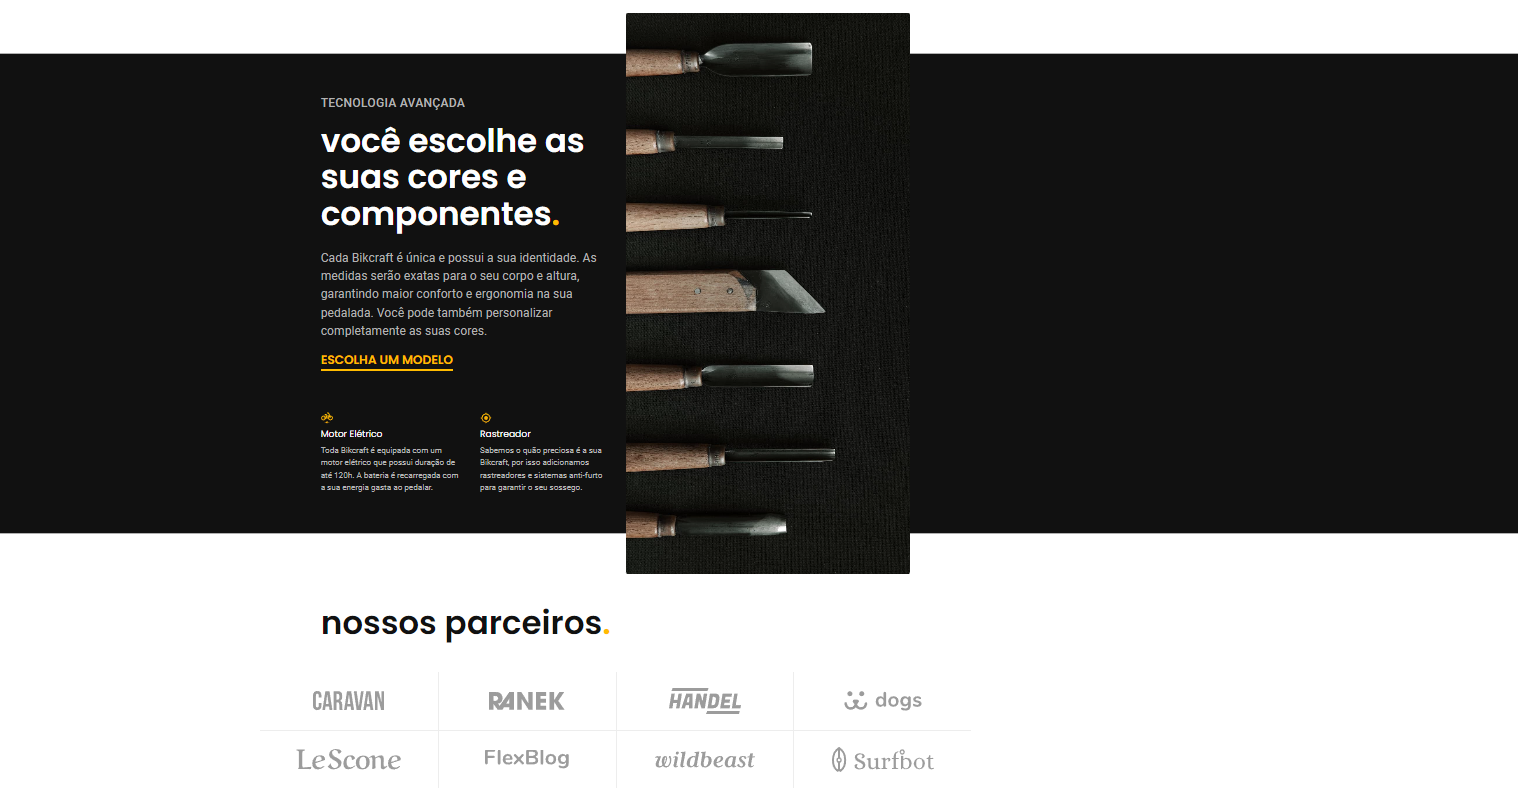 TECNOLOGIA AVANÇADA
você escolhe as
suas cores e
componentes.
Cada Bikcraft é única e possui a sua identidade. As
medidas serão exatas para o seu corpo e altura,
garantindo maior conforto e ergonomia na sua
pedalada. Você pode também personalizar
completamente as suas cores.
ESCOLHA UM MODELO
Motor Elétrico
Toda Bikcraft é equipada com um
motor elétrico que possui duração de
até 120h. A bateria é recarregada com
a sua energia gasta ao pedalar.
Rastreador
Sabemos o quão preciosa é a sua
Bikcraft, por isso adicionamos
rastreadores e sistemas anti-furto
para garantir o seu sossego.
nossos parceiros.
CARAVAN
RANEK
HANDEL
dogs
LeScone
FlexBlog
wildbeast
Surfbot